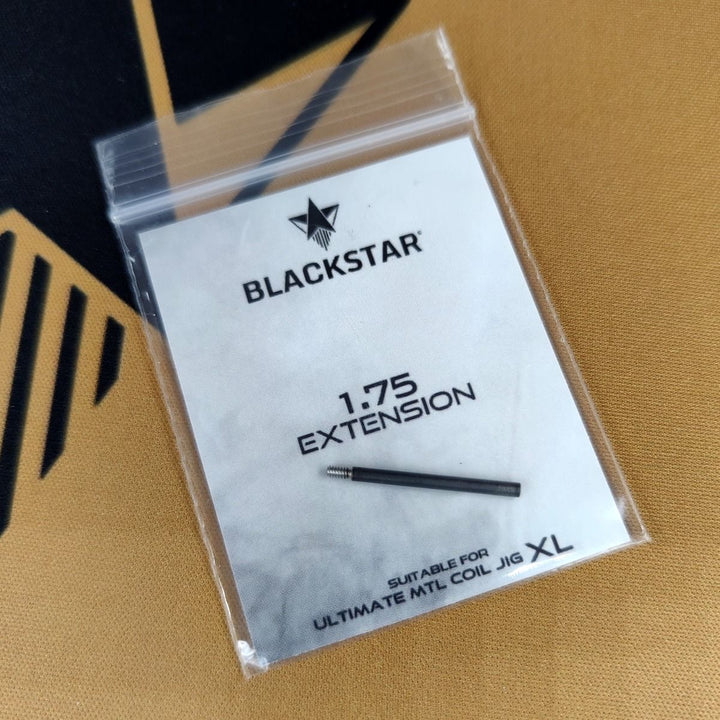 BLACKSTAR®
1.75
EXTENSION
SUITABLE FOR
ULTIMATE MTL COIL JIG XL